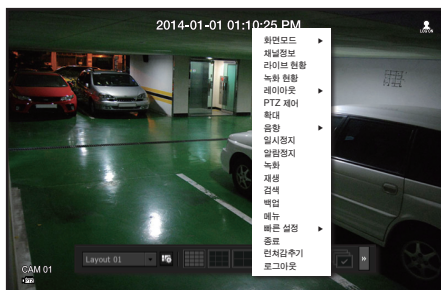 2014-01-01 01:10:25 PM
LOG ON
화면모드
채널정보
라이브 현황
녹화 현황
레이아웃
PTZ 제어
확대
음향
일시정지
알람정지
녹화
재생
검색
백업
메뉴
빠른 설정
종료
런쳐감추기
로그아웃
Layout 01
CAM 01
PTZ